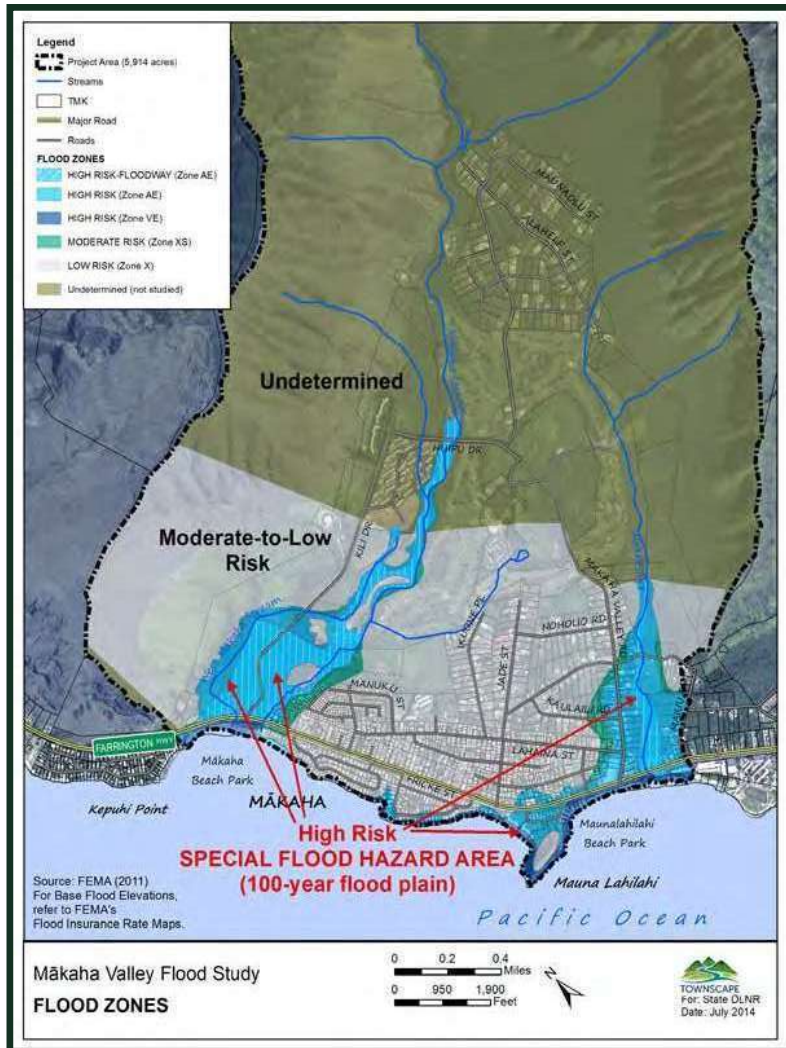 Legend
Project Area (5,914 acres)
Streams
TMK
Major Road
Roads
FLOOD ZONES
HIGH RISK-FLOODWAY (Zone AE)
HIGH RISK (Zone AE)
HIGH RISK (Zone VE)
MODERATE RISK (Zone XS)
LOW RISK (Zone X)
Undetermined (not studied)
MAUNAOLU ST
ALAHELE ST
Undetermined
HUIPU DR
KILI DR
Moderate-to-Low
Risk
MAKAHA VALLEY RD
NOHOLIO RD
JADE ST
KAULAILI RD
MANUKU ST
LAHAINA ST
FARRINGTON HWY
Mākaha
Beach Park
Kepuhi Point
MĀKAHA
High Risk
SPECIAL FLOOD HAZARD AREA
(100-year flood plain)
Maunalahilahi
Beach Park
Mauna Lahilahi
Pacific Ocean
Source: FEMA (2011)
For Base Flood Elevations,
refer to FEMA's
Flood Insurance Rate Maps.
Mākaha Valley Flood Study
FLOOD ZONES
0 0.2 0.4
Miles
0 950 1,900
Feet
N
TOWNSCAPE
For: State DLNR
Date: July 2014